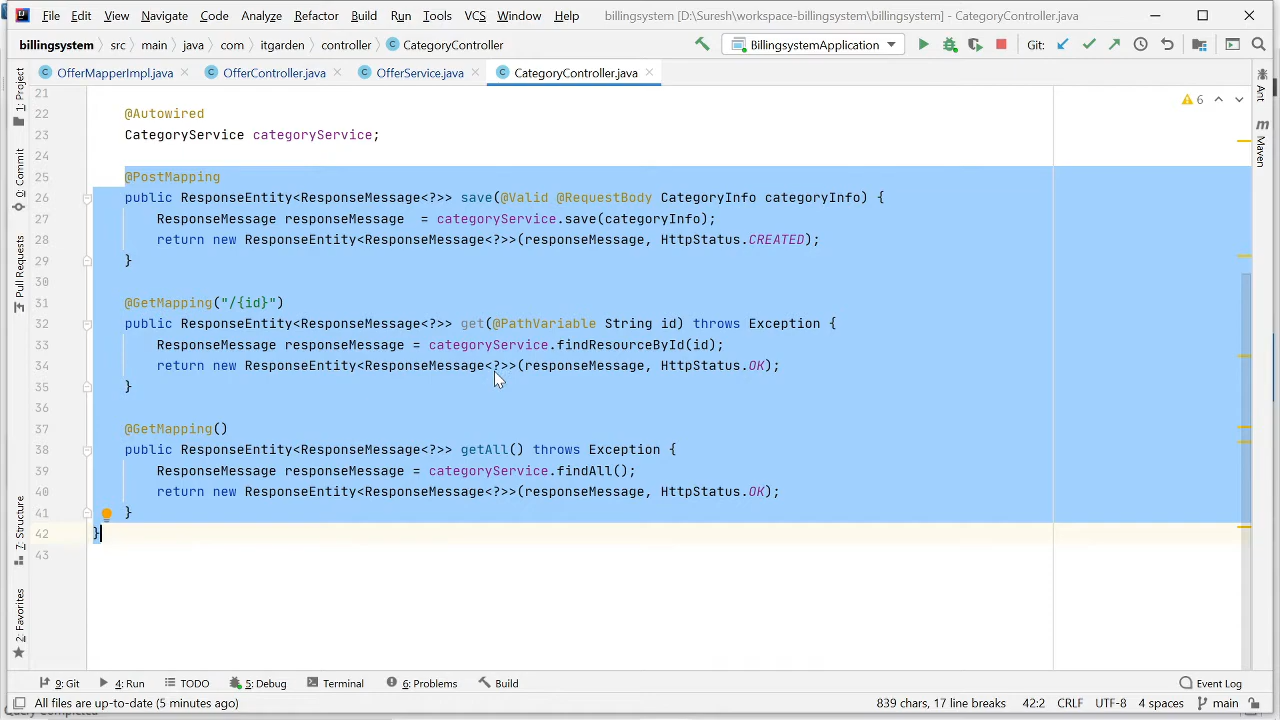 File Edit View Navigate Code Analyze Refactor Build Run Tools VCS Window Help billingsystem [D:\Suresh\workspace-billingsystem\billingsystem] - CategoryController.java
billingsystem src main java com itgarden controller CategoryController BillingsystemApplication Git:
OfferMapperImpl.java OfferController.java OfferService.java CategoryController.java
21
22 @Autowired
23 CategoryService categoryService;
24
25 @PostMapping
26 public ResponseEntity<ResponseMessage<?>> save(@Valid @RequestBody CategoryInfo categoryInfo) {
27 ResponseMessage responseMessage = categoryService.save(categoryInfo);
28 return new ResponseEntity<ResponseMessage<?>>(responseMessage, HttpStatus.CREATED);
29 }
30
31 @GetMapping("/{id}")
32 public ResponseEntity<ResponseMessage<?>> get(@PathVariable String id) throws Exception {
33 ResponseMessage responseMessage = categoryService.findResourceById(id);
34 return new ResponseEntity<ResponseMessage<?>>(responseMessage, HttpStatus.OK);
35 }
36
37 @GetMapping()
38 public ResponseEntity<ResponseMessage<?>> getAll() throws Exception {
39 ResponseMessage responseMessage = categoryService.findAll();
40 return new ResponseEntity<ResponseMessage<?>>(responseMessage, HttpStatus.OK);
41 }
42 }
43
6
1: Project
0: Commit
Pull Requests
7: Structure
2: Favorites
Ant
Maven
9: Git 4: Run TODO 5: Debug Terminal 6: Problems Build Event Log
All files are up-to-date (5 minutes ago) 839 chars, 17 line breaks 42:2 CRLF UTF-8 4 spaces main